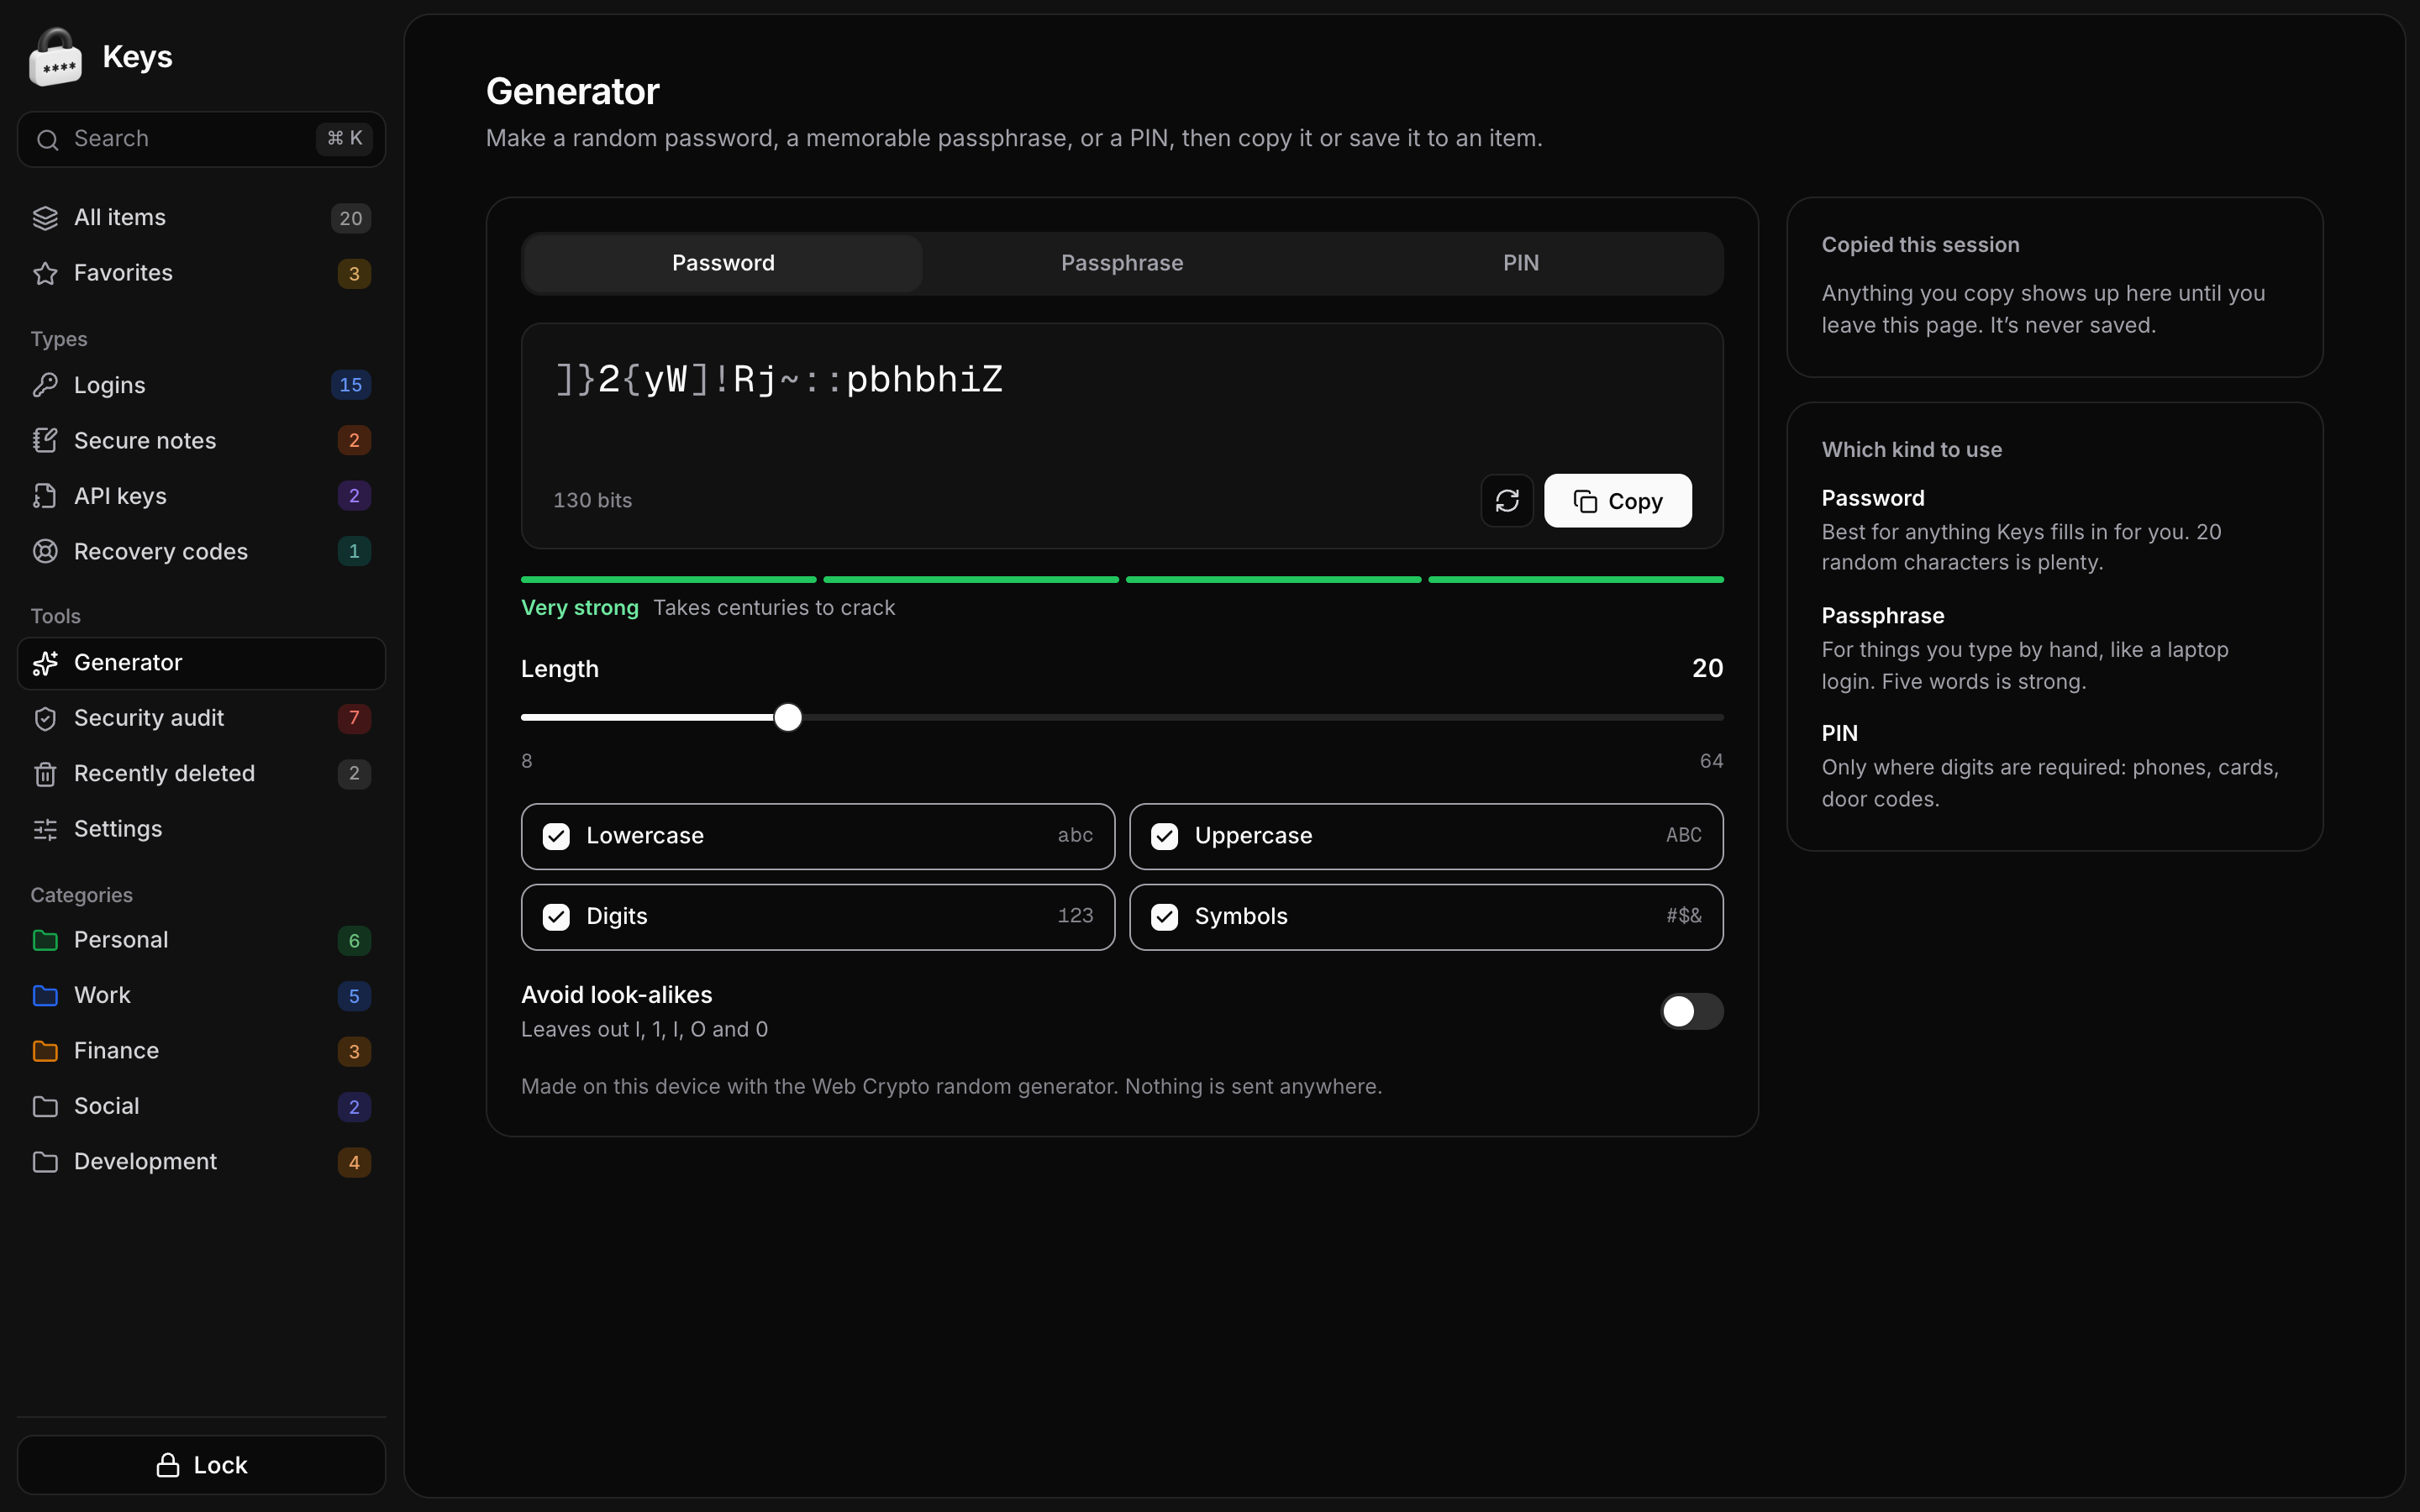 ****
Keys
Search
⌘ K
All items
20
Favorites
3
Types
Logins
15
Secure notes
2
API keys
2
Recovery codes
1
Tools
Generator
Security audit
7
Recently deleted
2
Settings
Categories
Personal
6
Work
5
Finance
3
Social
2
Development
4
Lock
Generator
Make a random password, a memorable passphrase, or a PIN, then copy it or save it to an item.
Password
Passphrase
PIN
]}2{yW]!Rj~::pbhbhiZ
130 bits
Copy
Very strong
Takes centuries to crack
Length
20
8
64
Lowercase
abc
Uppercase
ABC
Digits
123
Symbols
#$&
Avoid look-alikes
Leaves out l, 1, I, O and 0
Made on this device with the Web Crypto random generator. Nothing is sent anywhere.
Copied this session
Anything you copy shows up here until you
leave this page. It’s never saved.
Which kind to use
Password
Best for anything Keys fills in for you. 20
random characters is plenty.
Passphrase
For things you type by hand, like a laptop
login. Five words is strong.
PIN
Only where digits are required: phones, cards,
door codes.